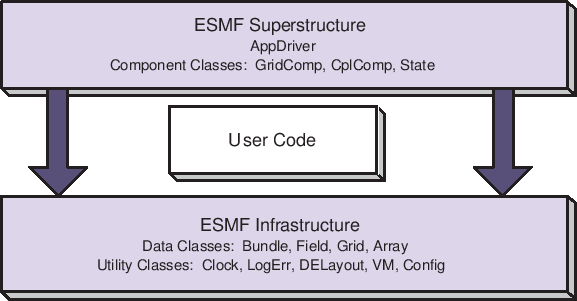 ESMF Superstructure
AppDriver
Component Classes: GridComp, CplComp, State
User Code
ESMF Infrastructure
Data Classes: Bundle, Field, Grid, Array
Utility Classes: Clock, LogErr, DELayout, VM, Config